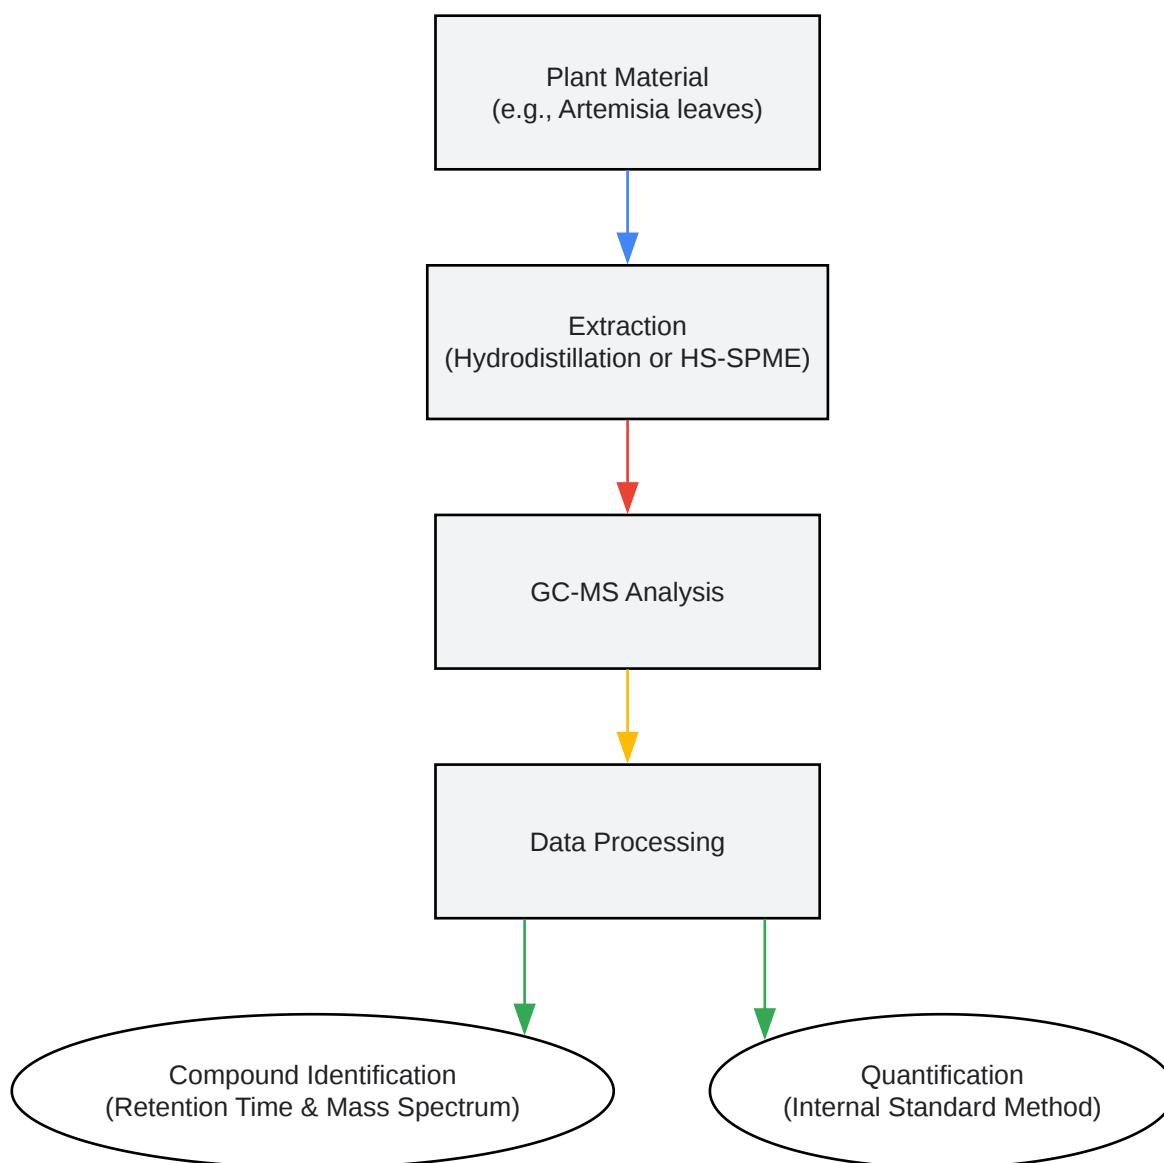 Plant Material
(e.g., Artemisia leaves)
Extraction
(Hydrodistillation or HS-SPME)
GC-MS Analysis
Data Processing
Compound Identification
(Retention Time & Mass Spectrum)
Quantification
(Internal Standard Method)